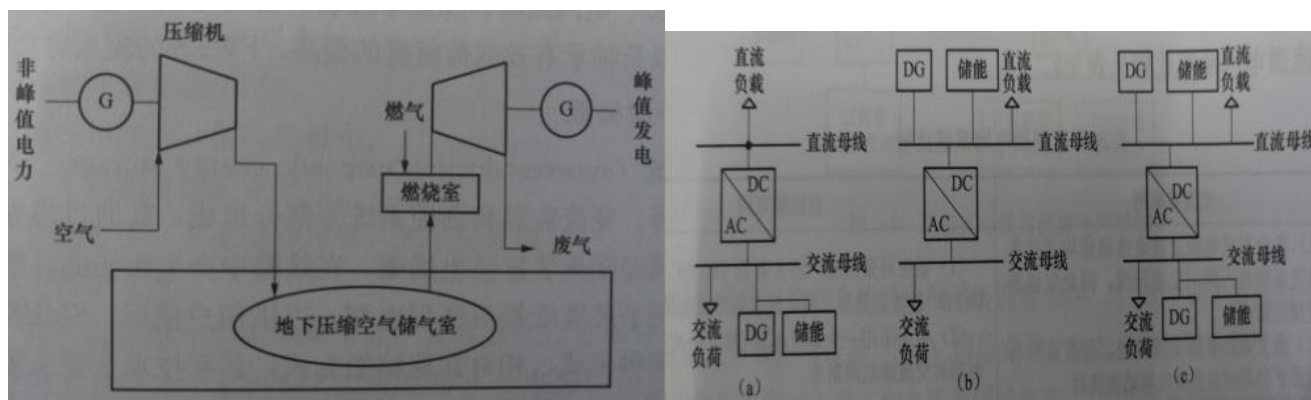 压缩机
非峰值电力
G
燃气
G
峰值发电
燃烧室
空气
废气
地下压缩空气储气室
直流负载
DG
储能
直流负载
DG
储能
直流负载
直流母线
直流母线
直流母线
DC
AC
DC
AC
DC
AC
交流母线
交流母线
交流母线
交流负荷
DG
储能
交流负荷
交流负荷
DG
储能
(a)
(b)
(c)